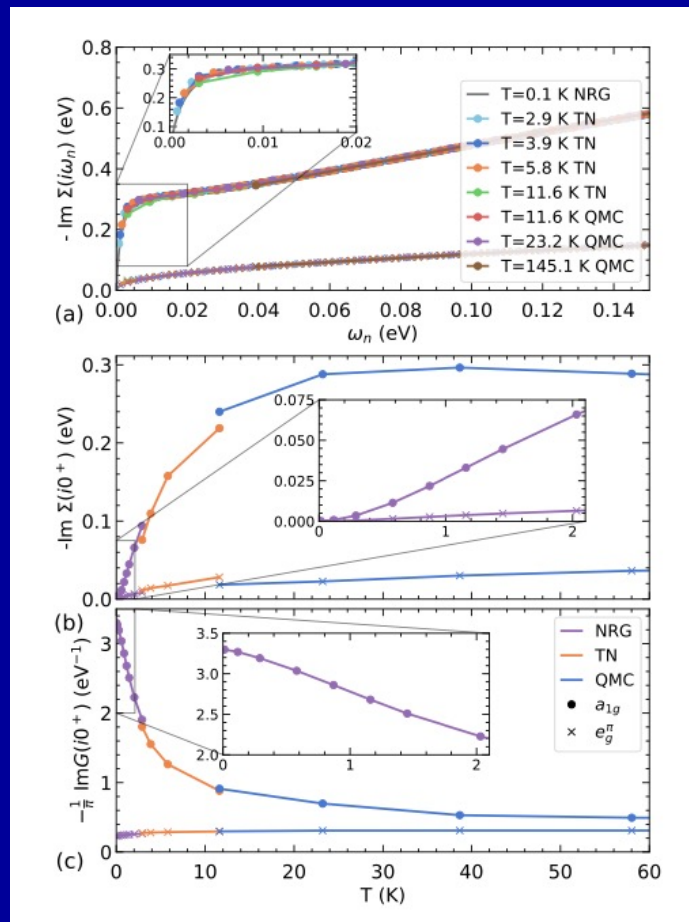 0.8
0.6
0.4
0.2
0.0
- Im Σ(iωₙ) (eV)
0.3
0.2
0.1
0.00 0.01 0.02
T=0.1 K NRG
T=2.9 K TN
T=3.9 K TN
T=5.8 K TN
T=11.6 K TN
T=11.6 K QMC
T=23.2 K QMC
T=145.1 K QMC
0.00 0.02 0.04 0.06 0.08 0.10 0.12 0.14
(a)
ωₙ (eV)
0.3
0.2
0.1
0.0
-Im Σ(i0⁺) (eV)
0.075
0.050
0.025
0.000
0 1 2
(b)
3
2
1
0
−1/π ImG(i0⁺) (eV⁻¹)
3.5
3.0
2.5
2.0
0 1 2
NRG
TN
QMC
a₁g
e_g^π
0 10 20 30 40 50 60
(c)
T (K)